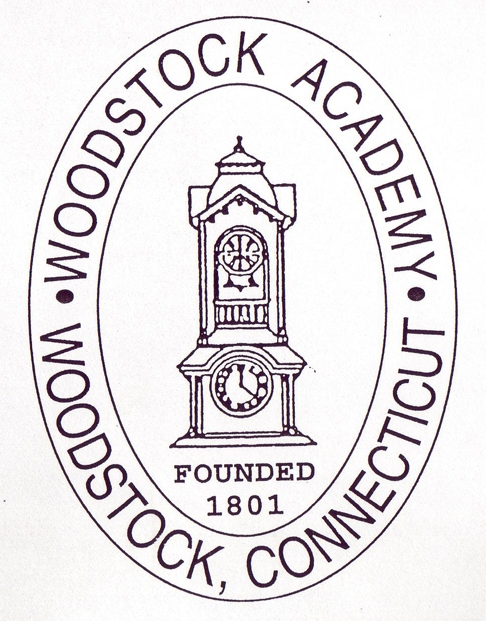 WOODSTOCK ACADEMY
FOUNDED
1801
WOODSTOCK, CONNECTICUT